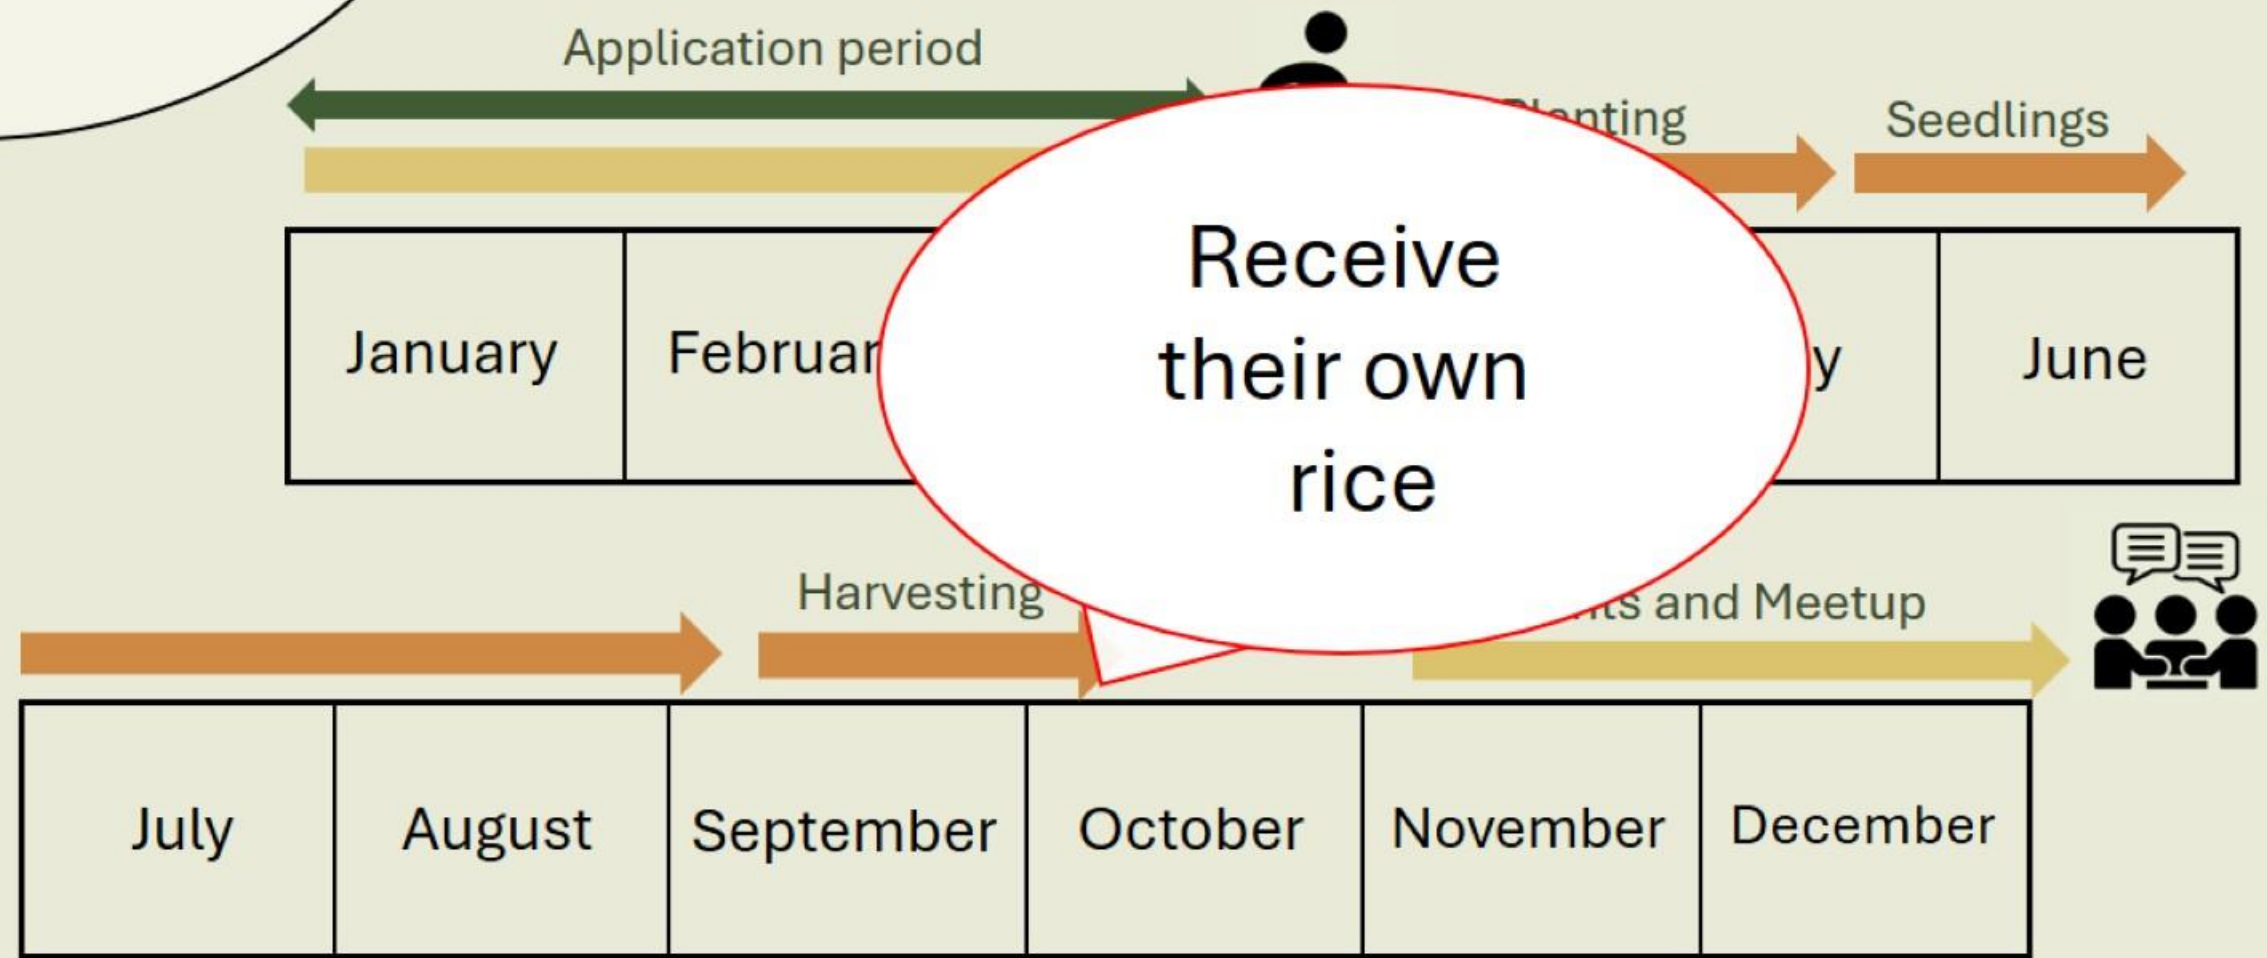 Application period
Seedlings
Receive
their own
rice
January
June
Harvesting
and Meetup
July
August
September
October
November
December